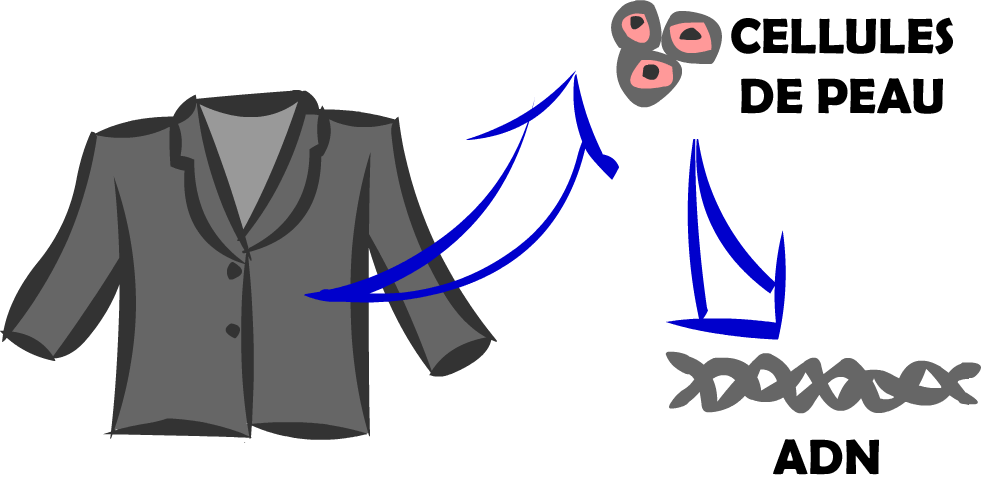 CELLULES
DE PEAU
ADN